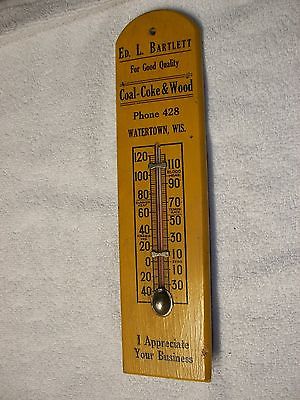 ED. L. BARTLETT
For Good Quality
Coal-Coke & Wood
Phone 428
WATERTOWN, WIS.
120 110
100 90
80 70
60 50
40 30
20 10
0 10
20 30
40
I Appreciate
Your Business